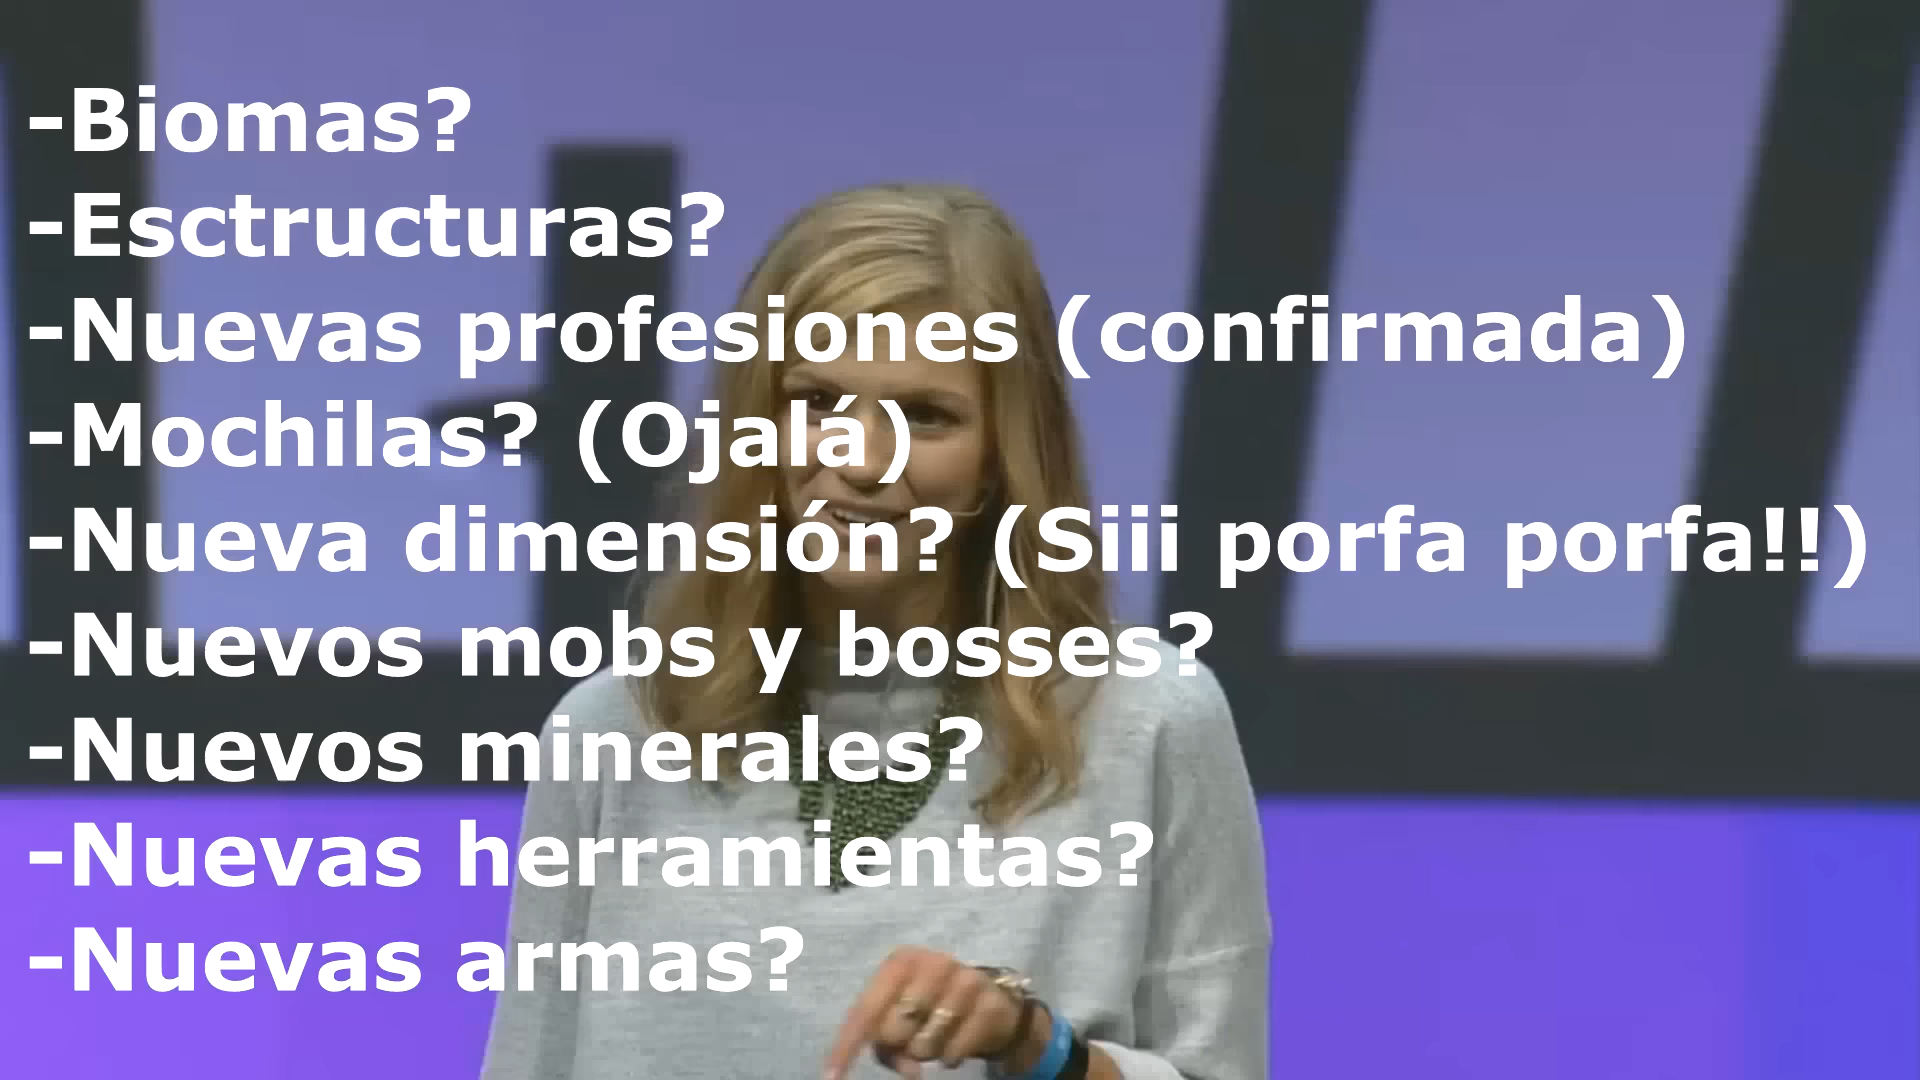 -Biomas?
-Esctructuras?
-Nuevas profesiones (confirmada)
-Mochilas? (Ojalá)
-Nueva dimensión? (Siii porfa porfa!!)
-Nuevos mobs y bosses?
-Nuevos minerales?
-Nuevas herramientas?
-Nuevas armas?